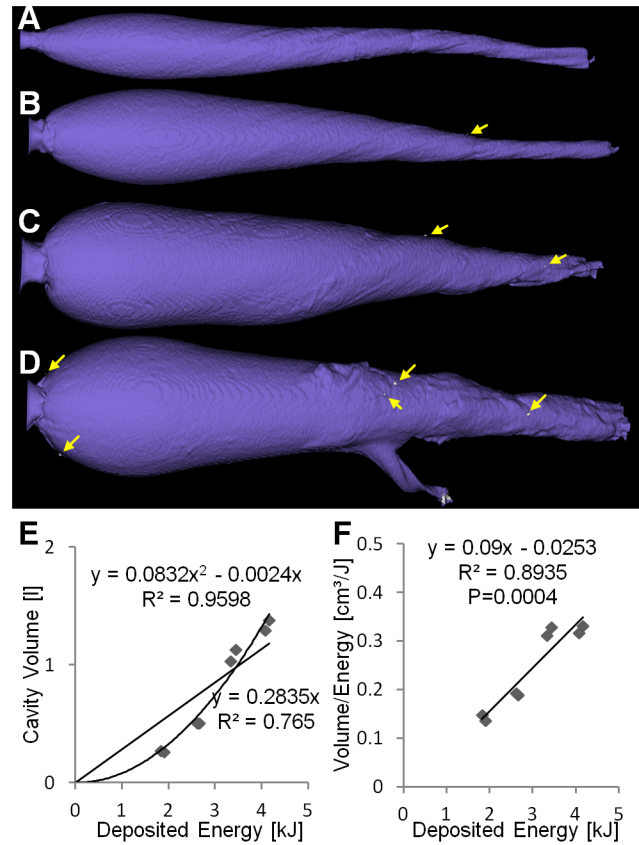 A
B
C
D
E
F
2
1
0
Cavity Volume [l]
y = 0.0832x² - 0.0024x
R² = 0.9598
y = 0.2835x
R² = 0.765
0 1 2 3 4 5
Deposited Energy [kJ]
0.5
0.4
0.3
0.2
0.1
0
Volume/Energy [cm³/J]
y = 0.09x - 0.0253
R² = 0.8935
P=0.0004
0 1 2 3 4 5
Deposited Energy [kJ]